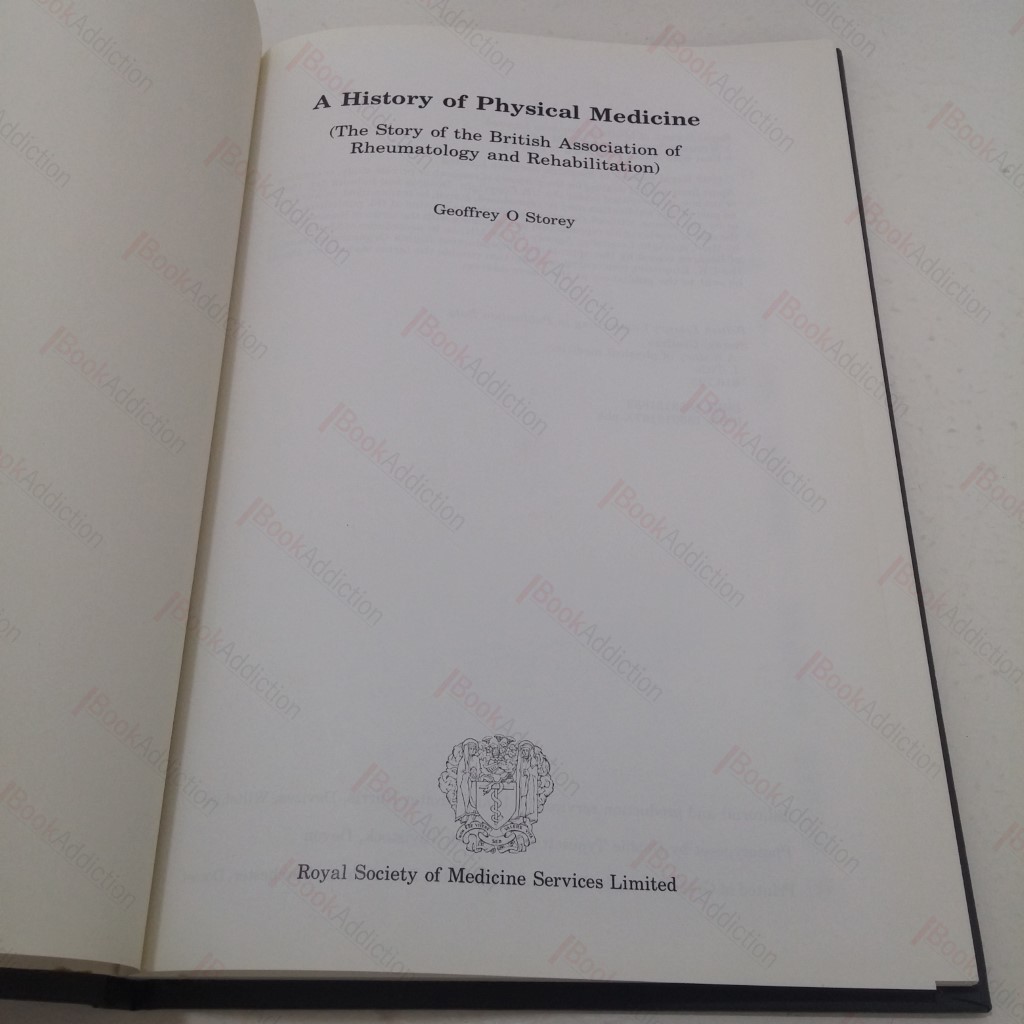 A History of Physical Medicine
(The Story of the British Association of
Rheumatology and Rehabilitation)
Geoffrey O Storey
Royal Society of Medicine Services Limited
BookAddiction